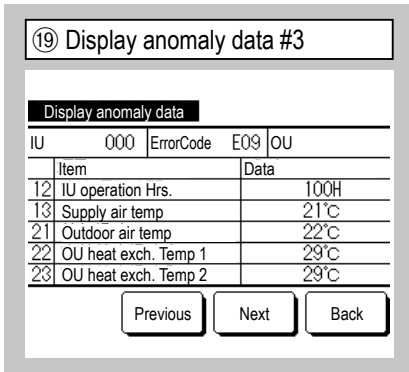 ⑲ Display anomaly data #3
Display anomaly data
IU 000 ErrorCode E09 OU
Item Data
12 IU operation Hrs. 100H
13 Supply air temp 21℃
21 Outdoor air temp 22℃
22 OU heat exch. Temp 1 29℃
23 OU heat exch. Temp 2 29℃
Previous Next Back